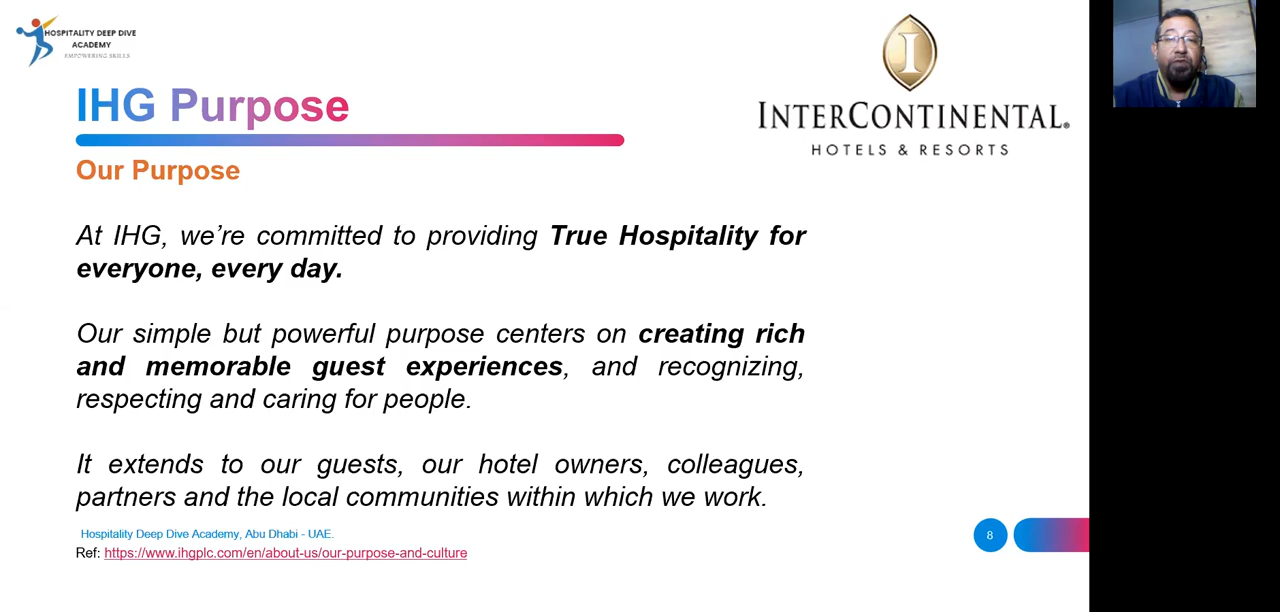 HOSPITALITY DEEP DIVE
ACADEMY
EMPOWERING SKILLS
I
INTERCONTINENTAL®
HOTELS & RESORTS
IHG Purpose
Our Purpose
At IHG, we’re committed to providing True Hospitality for
everyone, every day.
Our simple but powerful purpose centers on creating rich
and memorable guest experiences, and recognizing,
respecting and caring for people.
It extends to our guests, our hotel owners, colleagues,
partners and the local communities within which we work.
Hospitality Deep Dive Academy, Abu Dhabi - UAE.
Ref: https://www.ihgplc.com/en/about-us/our-purpose-and-culture
8